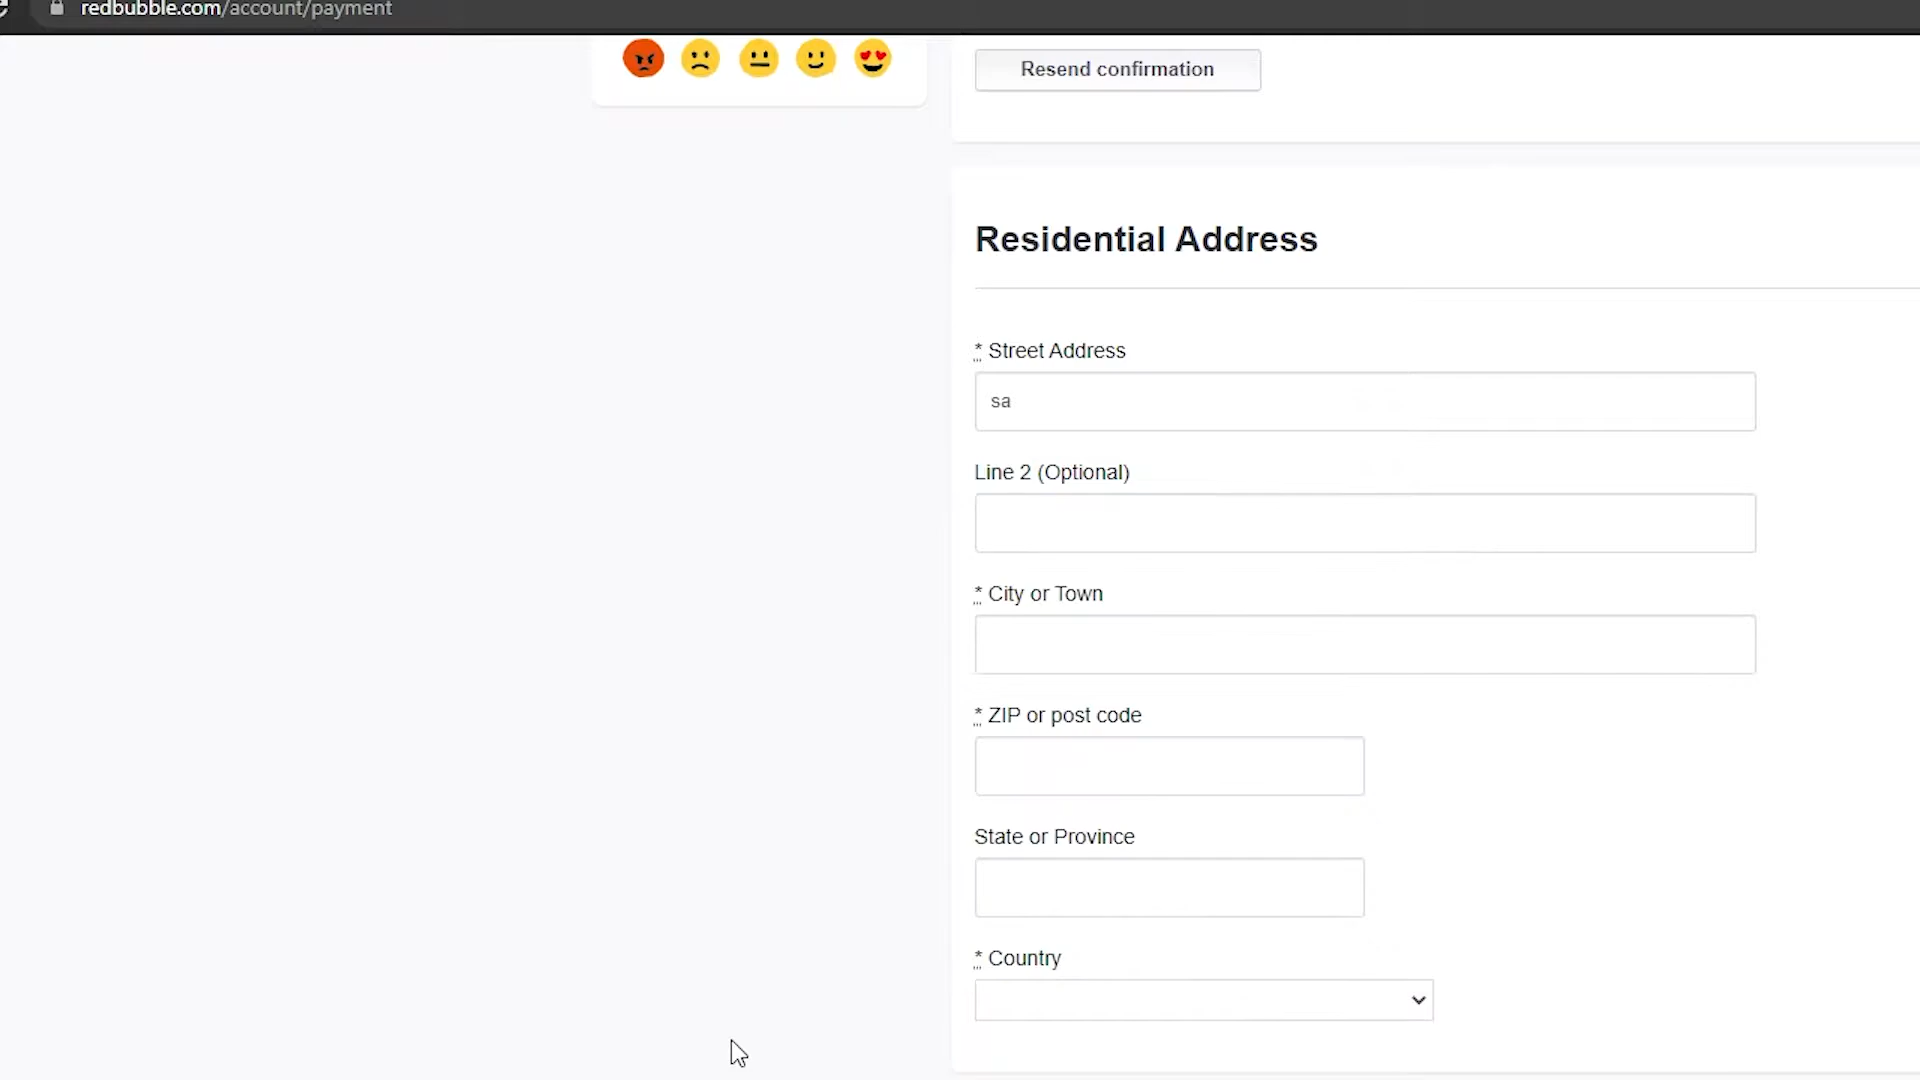 redbubble.com/account/payment
Resend confirmation
Residential Address
* Street Address
sa
Line 2 (Optional)
* City or Town
* ZIP or post code
State or Province
* Country